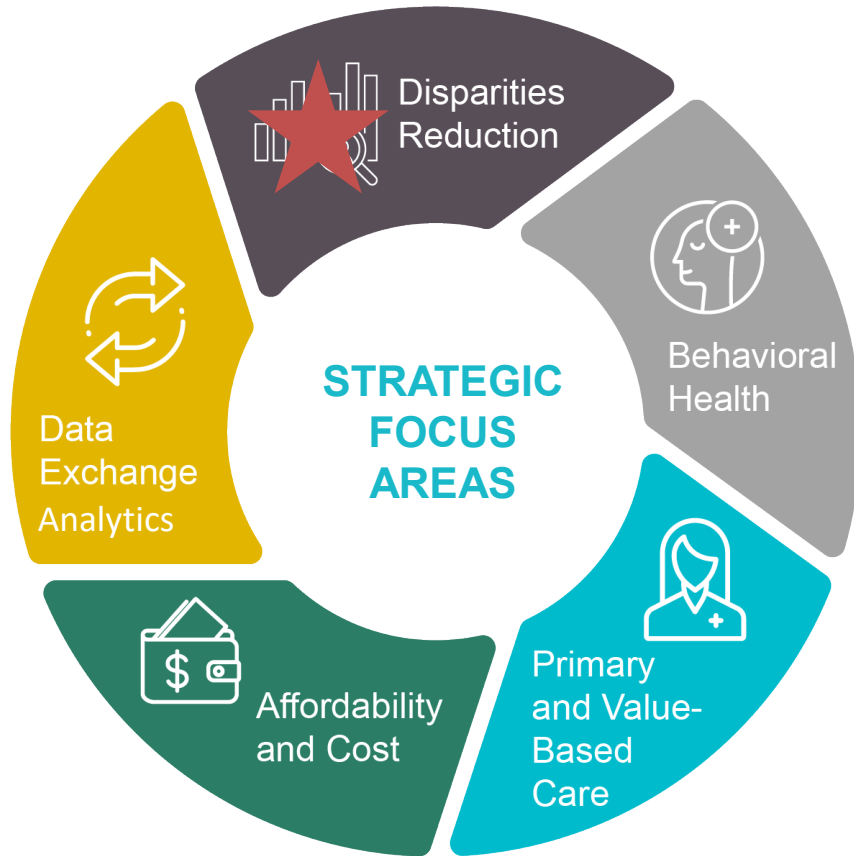 Disparities
Reduction
Behavioral
Health
STRATEGIC
FOCUS
AREAS
Data
Exchange
Analytics
Primary
and Value-
Based
Care
$
Affordability
and Cost